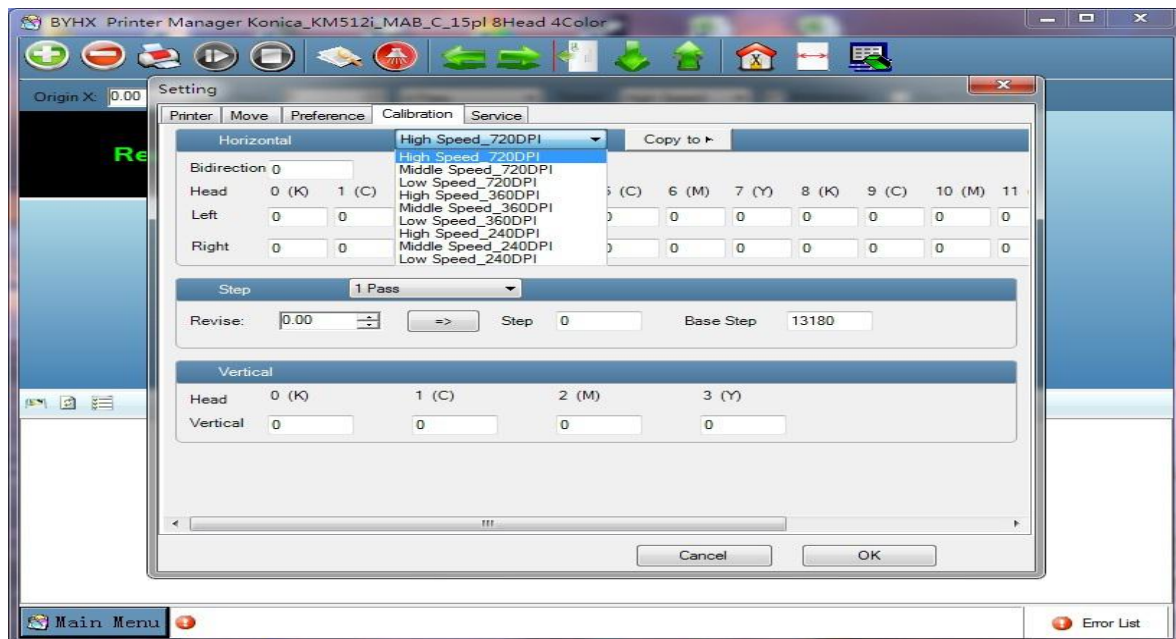 BYHX Printer Manager Konica_KM512i_MAB_C_15pl 8Head 4Color
Origin X: 0.00
Re
Setting
Printer Move Preference Calibration Service
Horizontal High Speed_720DPI Copy to
High Speed_720DPI
Middle Speed_720DPI
Low Speed_720DPI
High Speed_360DPI
Middle Speed_360DPI
Low Speed_360DPI
High Speed_240DPI
Middle Speed_240DPI
Low Speed_240DPI
Bidirection 0
Head 0 (K) 1 (C) (C) 6 (M) 7 (Y) 8 (K) 9 (C) 10 (M) 11
Left 0 0 0 0 0 0 0 0
Right 0 0 0 0 0 0 0 0
Step 1 Pass
Revise: 0.00 => Step 0 Base Step 13180
Vertical
Head 0 (K) 1 (C) 2 (M) 3 (Y)
Vertical 0 0 0 0
Cancel OK
Main Menu Error List